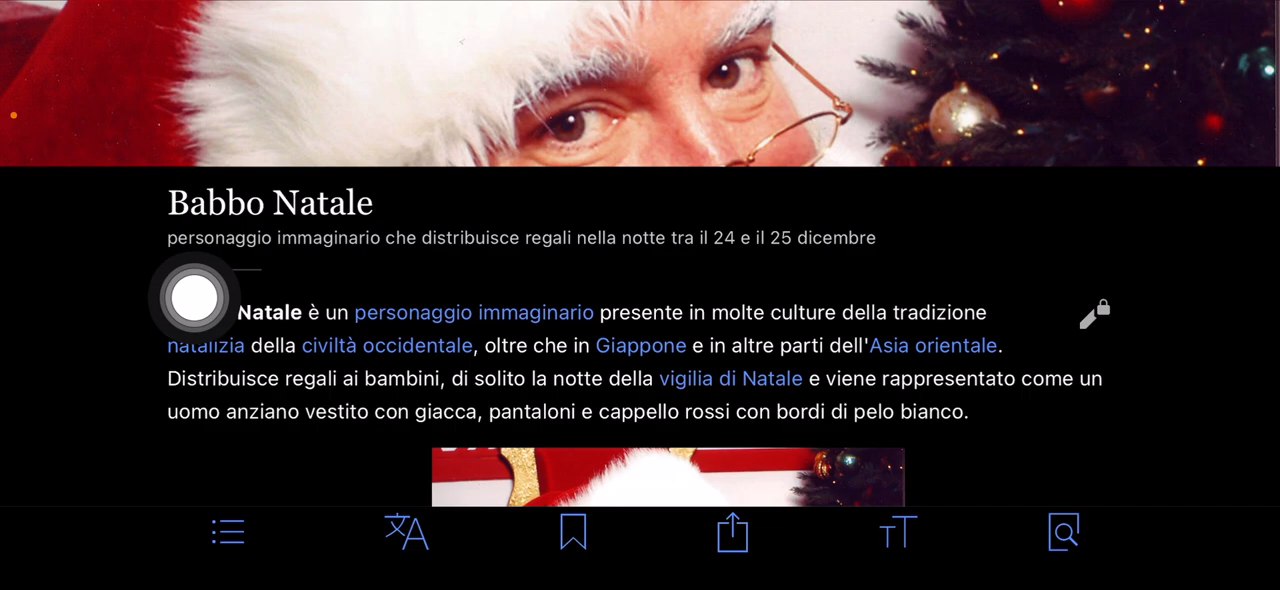 Babbo Natale
personaggio immaginario che distribuisce regali nella notte tra il 24 e il 25 dicembre
Natale è un personaggio immaginario presente in molte culture della tradizione
natalizia della civiltà occidentale, oltre che in Giappone e in altre parti dell'Asia orientale.
Distribuisce regali ai bambini, di solito la notte della vigilia di Natale e viene rappresentato come un
uomo anziano vestito con giacca, pantaloni e cappello rossi con bordi di pelo bianco.